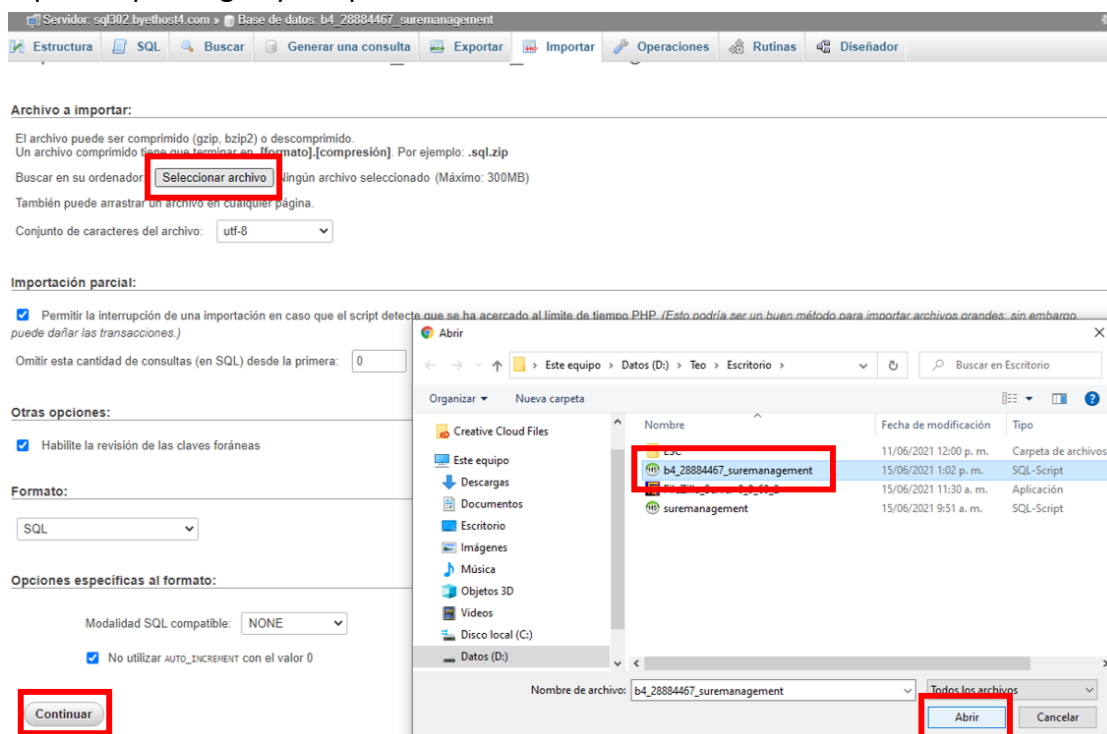 Servidor: sql302.byethost4.com » Base de datos: b4_28884467_suremanagement
Estructura SQL Buscar Generar una consulta Exportar Importar Operaciones Rutinas Diseñador
Archivo a importar:
El archivo puede ser comprimido (gzip, bzip2) o descomprimido.
Un archivo comprimido tiene que terminar en .[formato].[compresión]. Por ejemplo: .sql.zip
Buscar en su ordenador: Seleccionar archivo Ningún archivo seleccionado (Máximo: 300MB)
También puede arrastrar un archivo en cualquier página.
Conjunto de caracteres del archivo: utf-8
Importación parcial:
Permitir la interrupción de una importación en caso que el script detecte que se ha acercado al límite de tiempo PHP. (Esto podría ser un buen método para importar archivos grandes; sin embargo,
puede dañar las transacciones.)
Omitir esta cantidad de consultas (en SQL) desde la primera: 0
Otras opciones:
Habilite la revisión de las claves foráneas
Formato:
SQL
Opciones específicas al formato:
Modalidad SQL compatible: NONE
No utilizar AUTO_INCREMENT con el valor 0
Continuar
Abrir
Este equipo > Datos (D:) > Teo > Escritorio >
Buscar en Escritorio
Organizar Nueva carpeta
Creative Cloud Files
Este equipo
Descargas
Documentos
Escritorio
Imágenes
Música
Objetos 3D
Videos
Disco local (C:)
Datos (D:)
Nombre Fecha de modificación Tipo
ESC 11/06/2021 12:00 p. m. Carpeta de archivos
b4_28884467_suremanagement 15/06/2021 1:02 p. m. SQL-Script
15/06/2021 11:30 a. m. Aplicación
suremanagement 15/06/2021 9:51 a. m. SQL-Script
Nombre de archivo: b4_28884467_suremanagement Todos los archivos
Abrir Cancelar